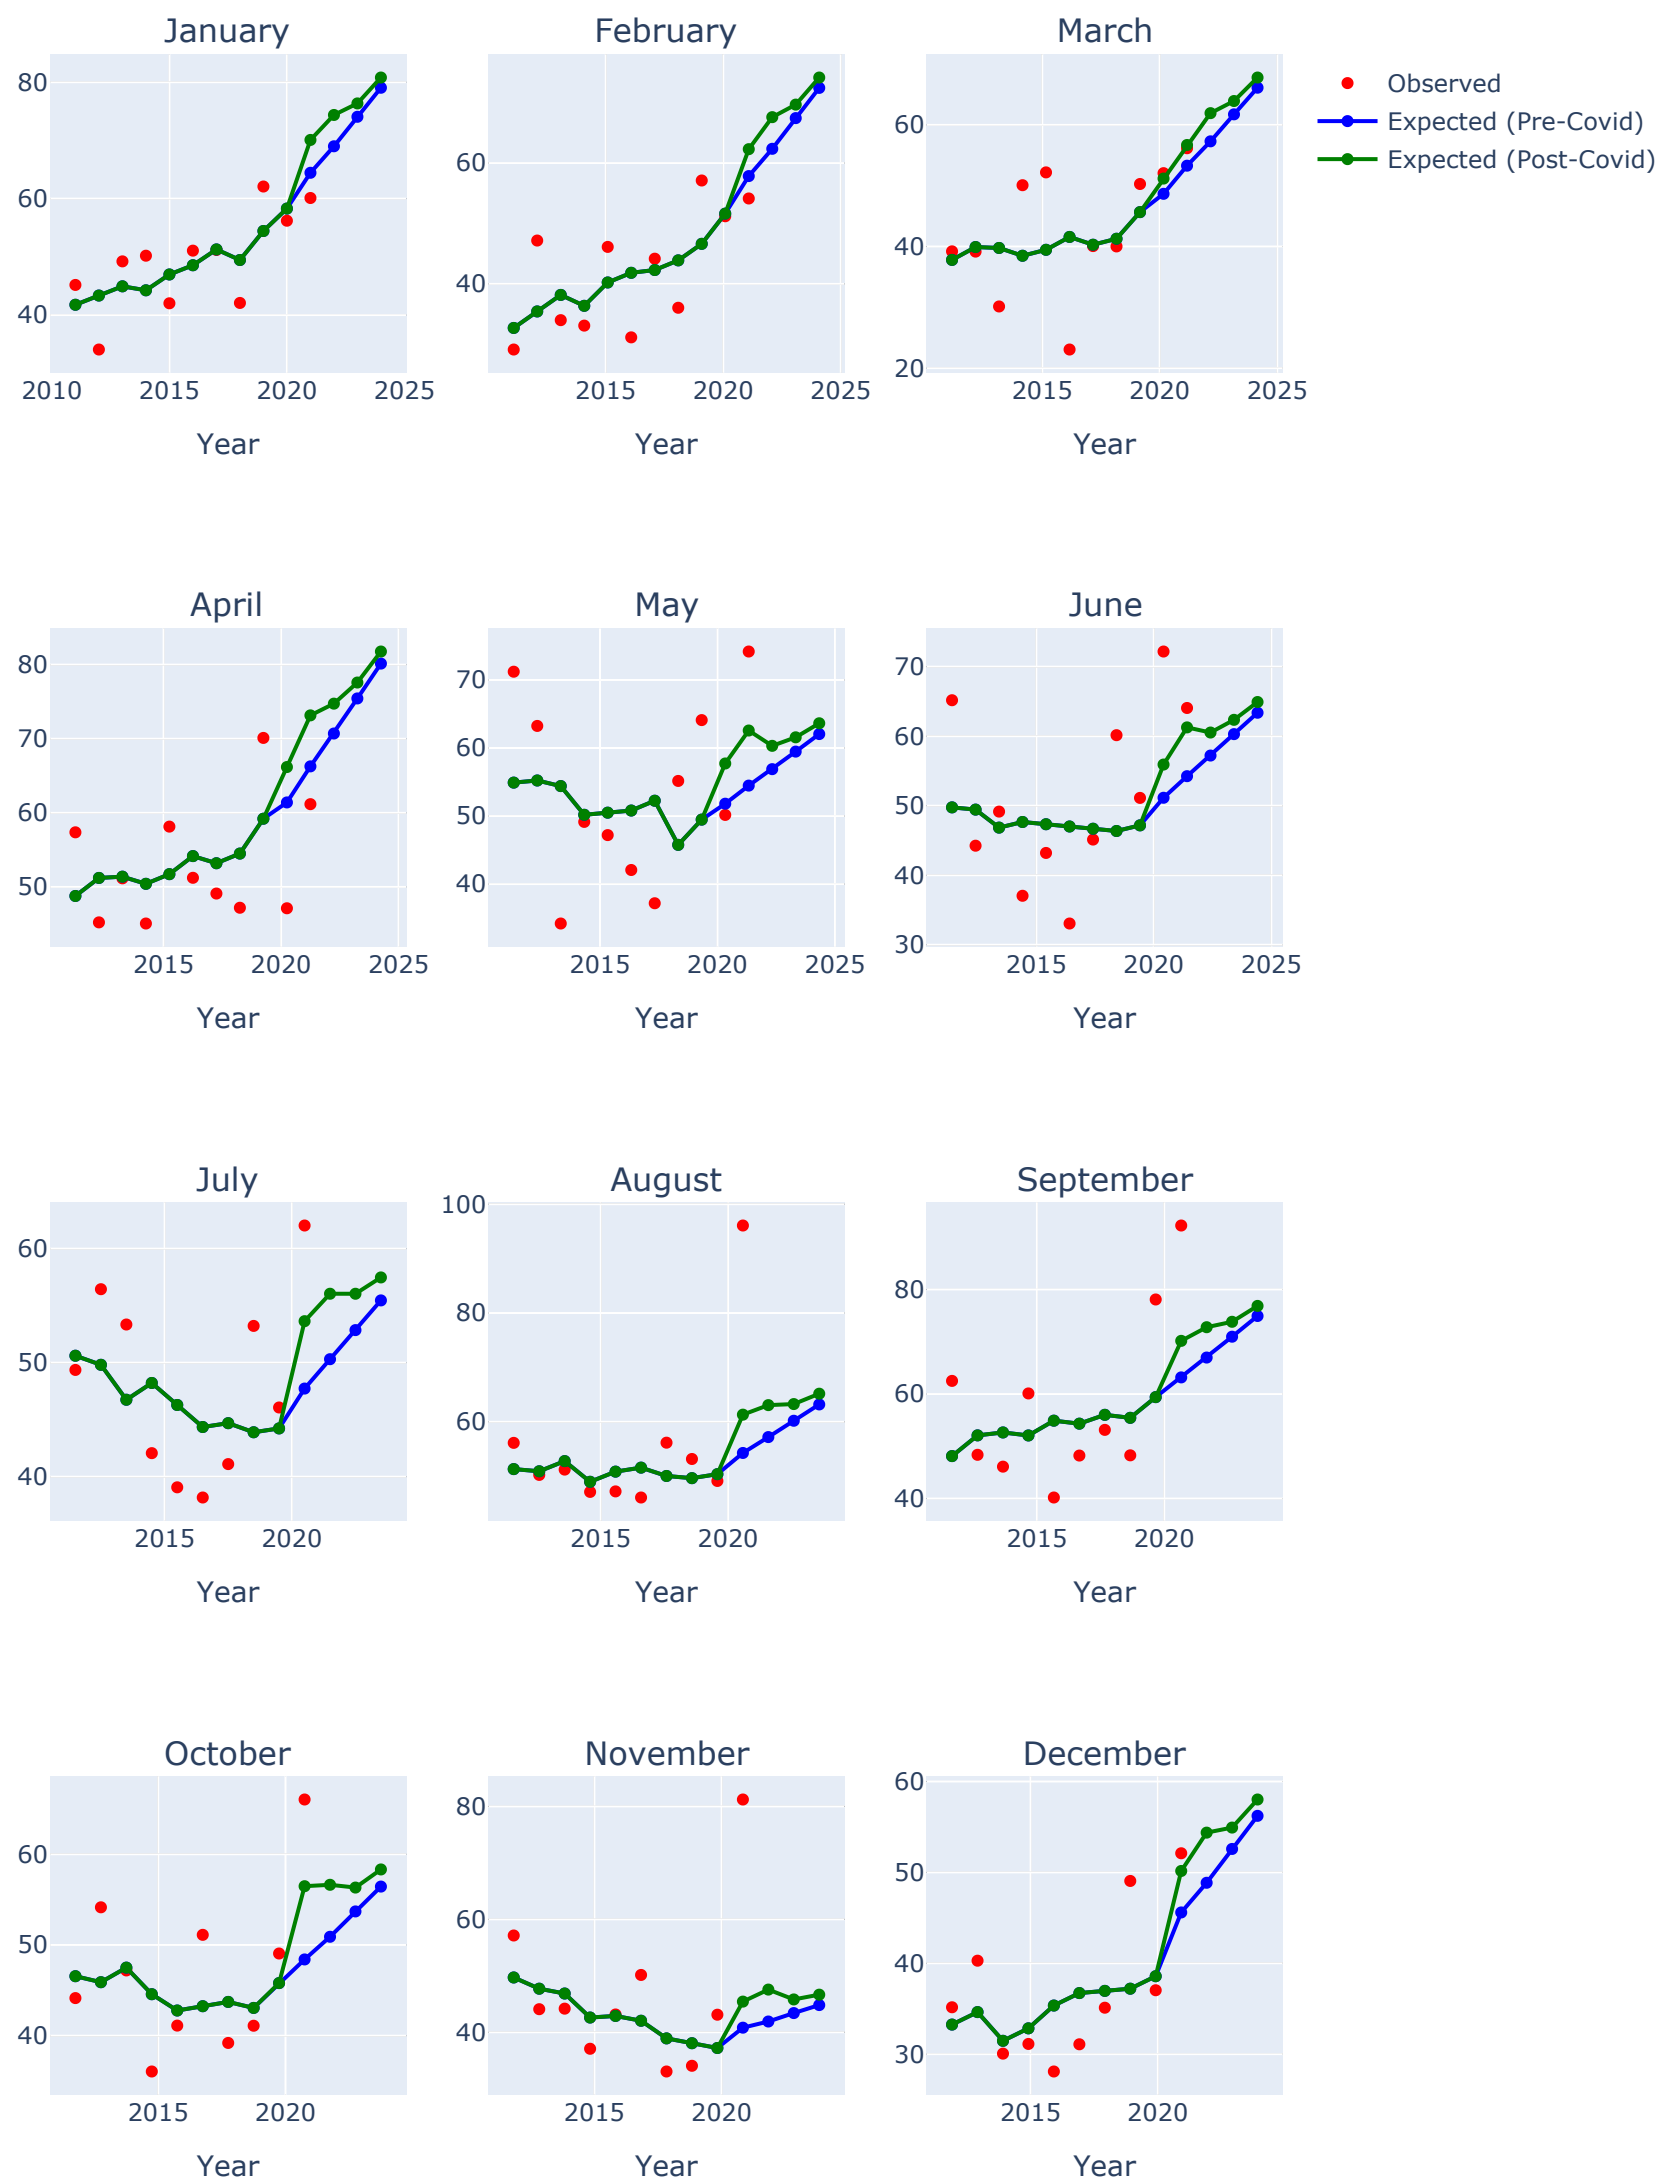 January February March
80
60
40
2010 2015 2020 2025
Year
60
40
2015 2020 2025
Year
60
40
20
2015 2020 2025
Year
Observed
Expected (Pre-Covid)
Expected (Post-Covid)
April May June
80
70
60
50
2015 2020 2025
Year
70
60
50
40
2015 2020 2025
Year
70
60
50
40
30
2015 2020 2025
Year
July August September
60
50
40
2015 2020
Year
100
80
60
2015 2020
Year
80
60
40
2015 2020
Year
October November December
60
50
40
2015 2020
Year
80
60
40
2015 2020
Year
60
50
40
30
2015 2020
Year